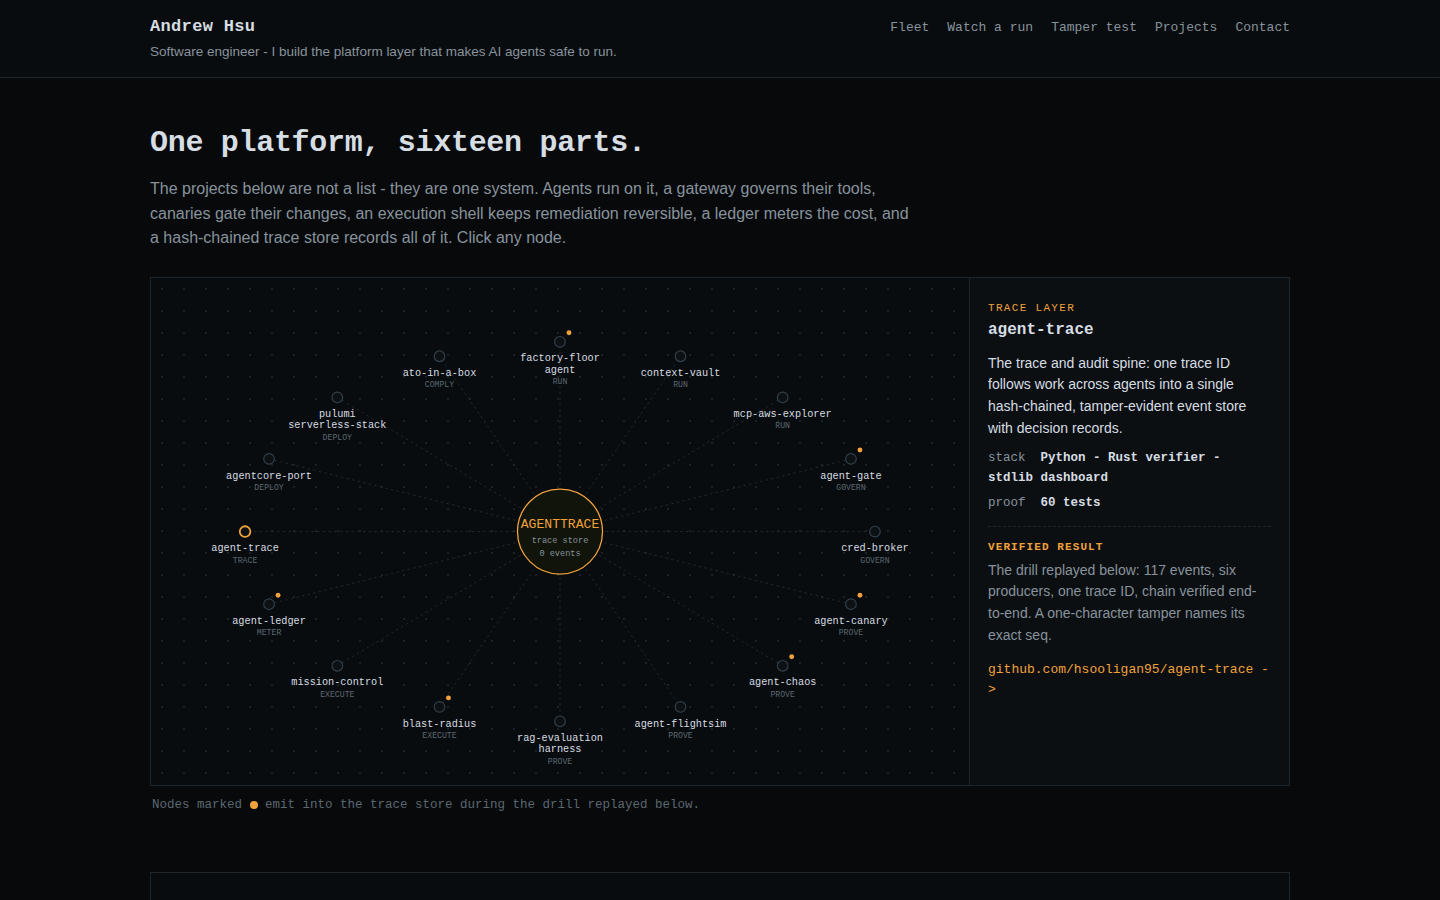 Andrew Hsu
Fleet Watch a run Tamper test Projects Contact
Software engineer - I build the platform layer that makes AI agents safe to run.
One platform, sixteen parts.
The projects below are not a list - they are one system. Agents run on it, a gateway governs their tools,
canaries gate their changes, an execution shell keeps remediation reversible, a ledger meters the cost, and
a hash-chained trace store records all of it. Click any node.
factory-floor
agent
RUN
ato-in-a-box
COMPLY
context-vault
RUN
pulumi
serverless-stack
DEPLOY
mcp-aws-explorer
RUN
agentcore-port
DEPLOY
agent-gate
GOVERN
AGENTTRACE
trace store
0 events
agent-trace
TRACE
cred-broker
GOVERN
agent-ledger
METER
agent-canary
PROVE
mission-control
EXECUTE
agent-chaos
PROVE
blast-radius
EXECUTE
rag-evaluation
harness
PROVE
agent-flightsim
PROVE
TRACE LAYER
agent-trace
The trace and audit spine: one trace ID
follows work across agents into a single
hash-chained, tamper-evident event store
with decision records.
stack Python - Rust verifier -
stdlib dashboard
proof 60 tests
VERIFIED RESULT
The drill replayed below: 117 events, six
producers, one trace ID, chain verified end-
to-end. A one-character tamper names its
exact seq.
github.com/hsooligan95/agent-trace -
>
Nodes marked emit into the trace store during the drill replayed below.